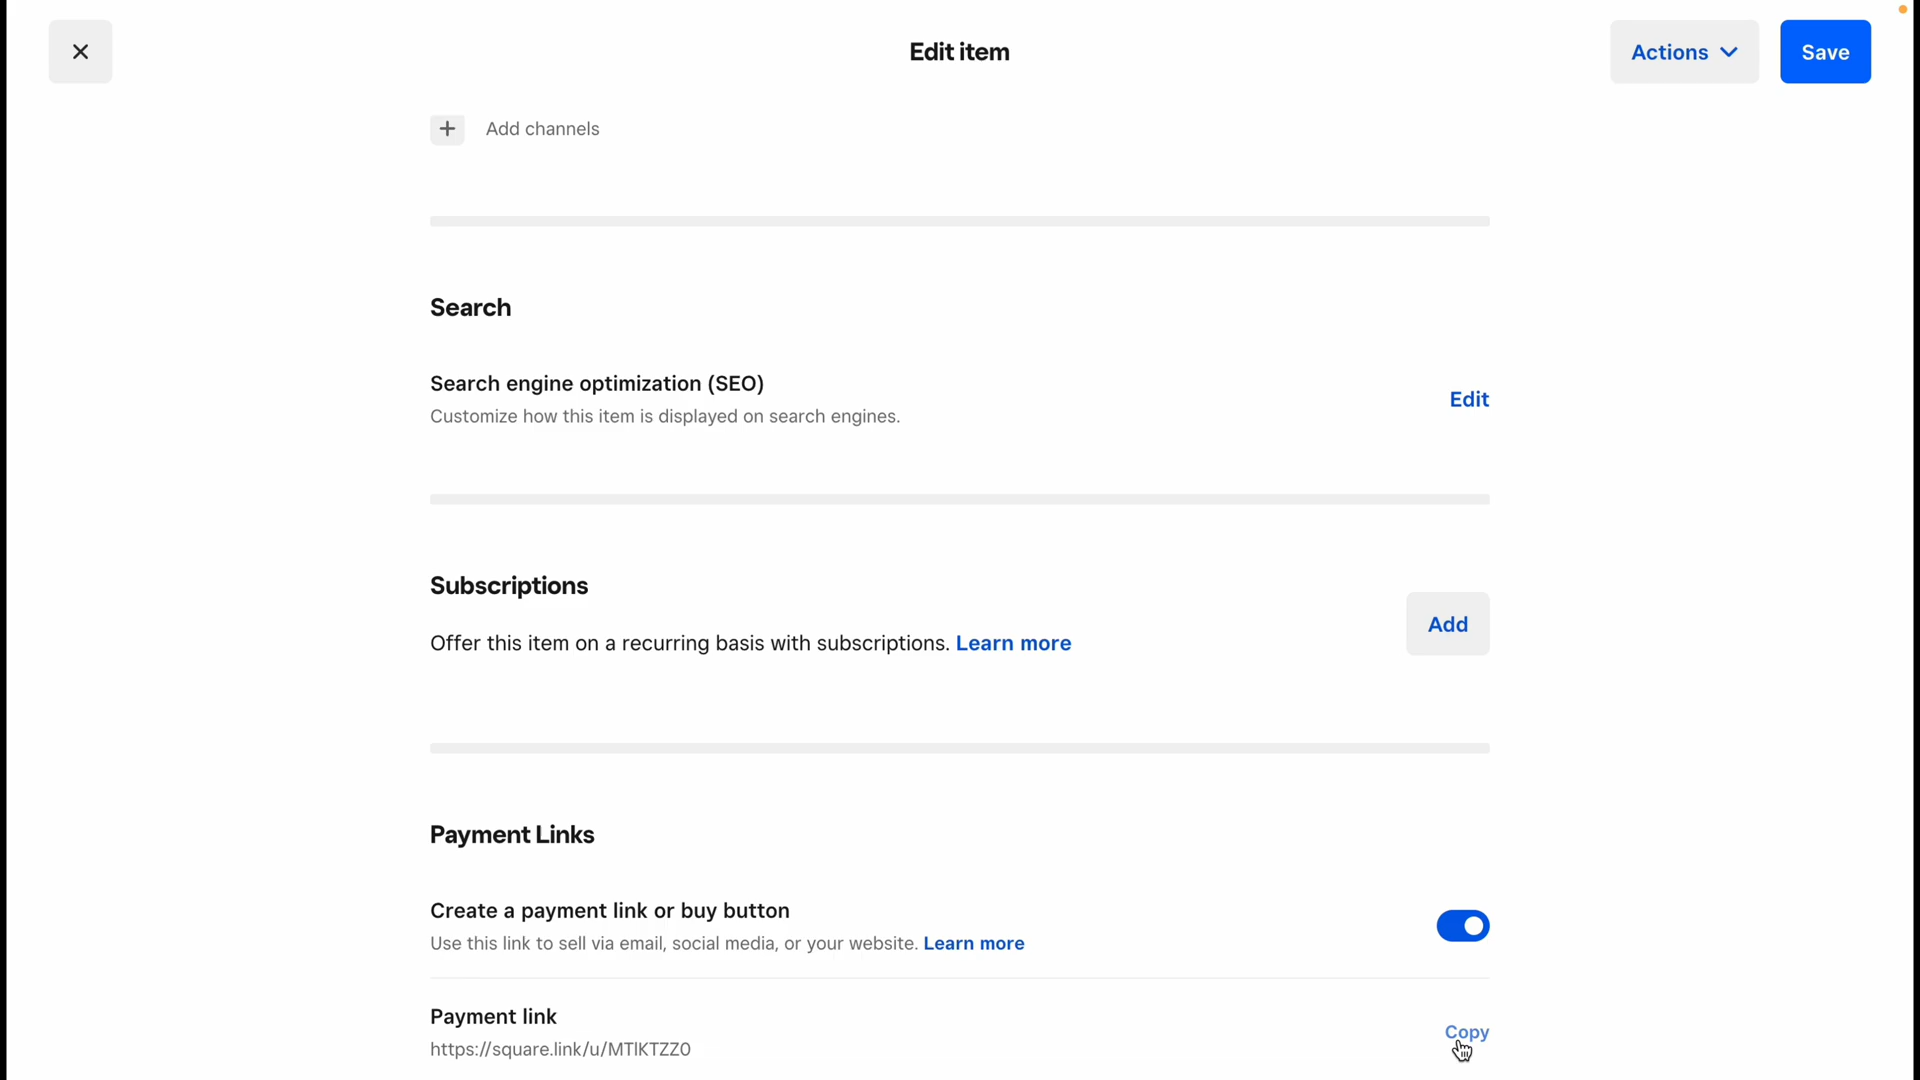 Edit item
Actions
Save
Add channels
Search
Search engine optimization (SEO)
Customize how this item is displayed on search engines.
Edit
Subscriptions
Offer this item on a recurring basis with subscriptions. Learn more
Add
Payment Links
Create a payment link or buy button
Use this link to sell via email, social media, or your website. Learn more
Payment link
https://square.link/u/MTlKTZZ0
Copy